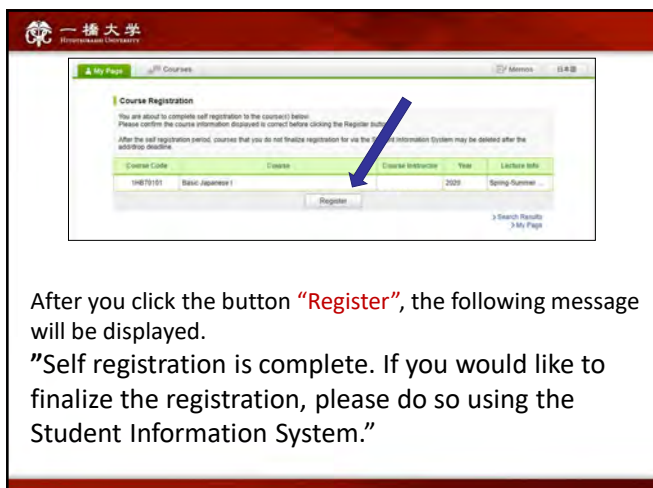 一橋大学
HITOTSUBASHI UNIVERSITY
My Page Courses Memos 日本語
Course Registration
You are about to complete self registration to the course(s) below.
Please confirm the course information displayed is correct before clicking the Register button.
After the self registration period, courses that you do not finalize registration for via the Information System may be deleted after the
add/drop deadline.
Course Code Course Course Instructor Year Lecture Info
1HB70101 Basic Japanese I 2020 Spring-Summer ...
Register
> Search Results
> My Page
After you click the button “Register”, the following message
will be displayed.
”Self registration is complete. If you would like to
finalize the registration, please do so using the
Student Information System.”